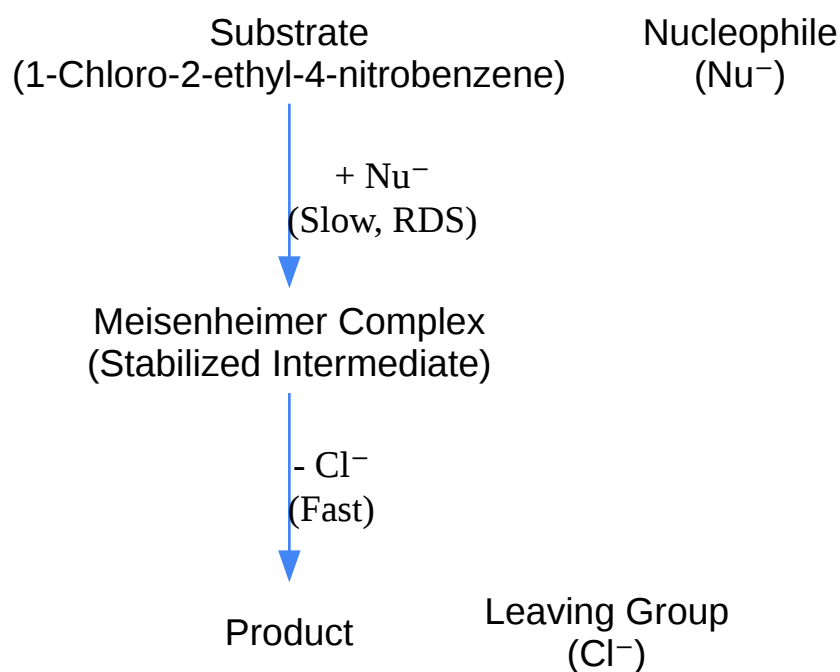 Substrate
(1-Chloro-2-ethyl-4-nitrobenzene)
Nucleophile
(Nu⁻)
+ Nu⁻
(Slow, RDS)
Meisenheimer Complex
(Stabilized Intermediate)
- Cl⁻
(Fast)
Product
Leaving Group
(Cl⁻)